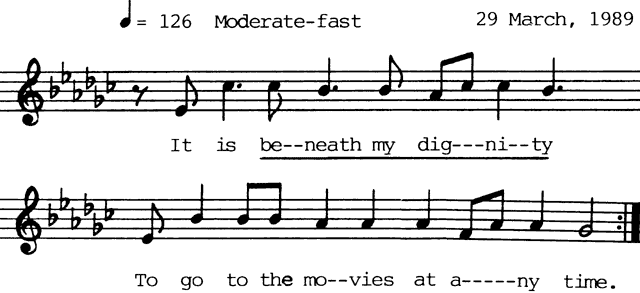 = 126 Moderate-fast 29 March, 1989
It is be--neath my dig---ni--ty
To go to the mo--vies at a-----ny time.